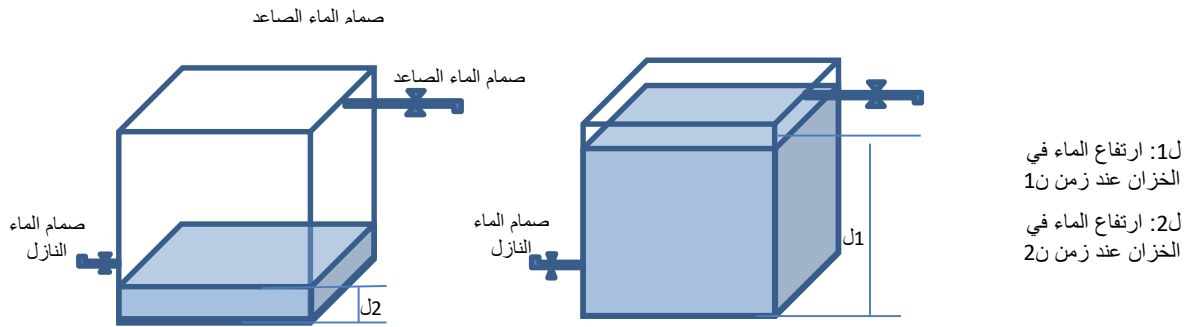 صمام الماء الصاعد
صمام الماء الصاعد
صمام الماء
النازل
ل2
صمام الماء
النازل
ل1
ل1: ارتفاع الماء في
الخزان عند زمن ن1
ل2: ارتفاع الماء في
الخزان عند زمن ن2